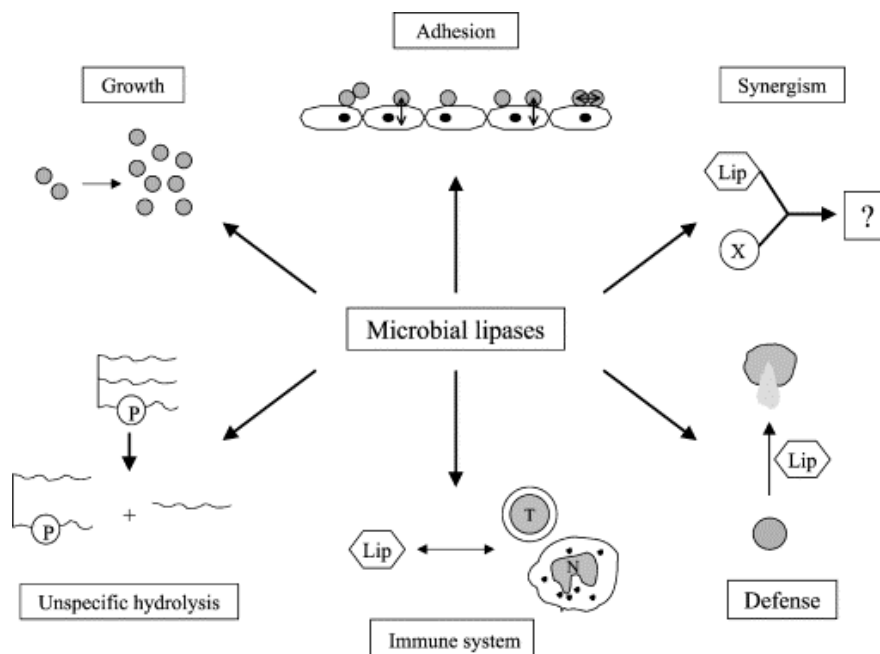 Adhesion
Growth
Synergism
Lip
X
?
Microbial lipases
P
Lip
P
+
T
Lip
N
Unspecific hydrolysis
Immune system
Defense